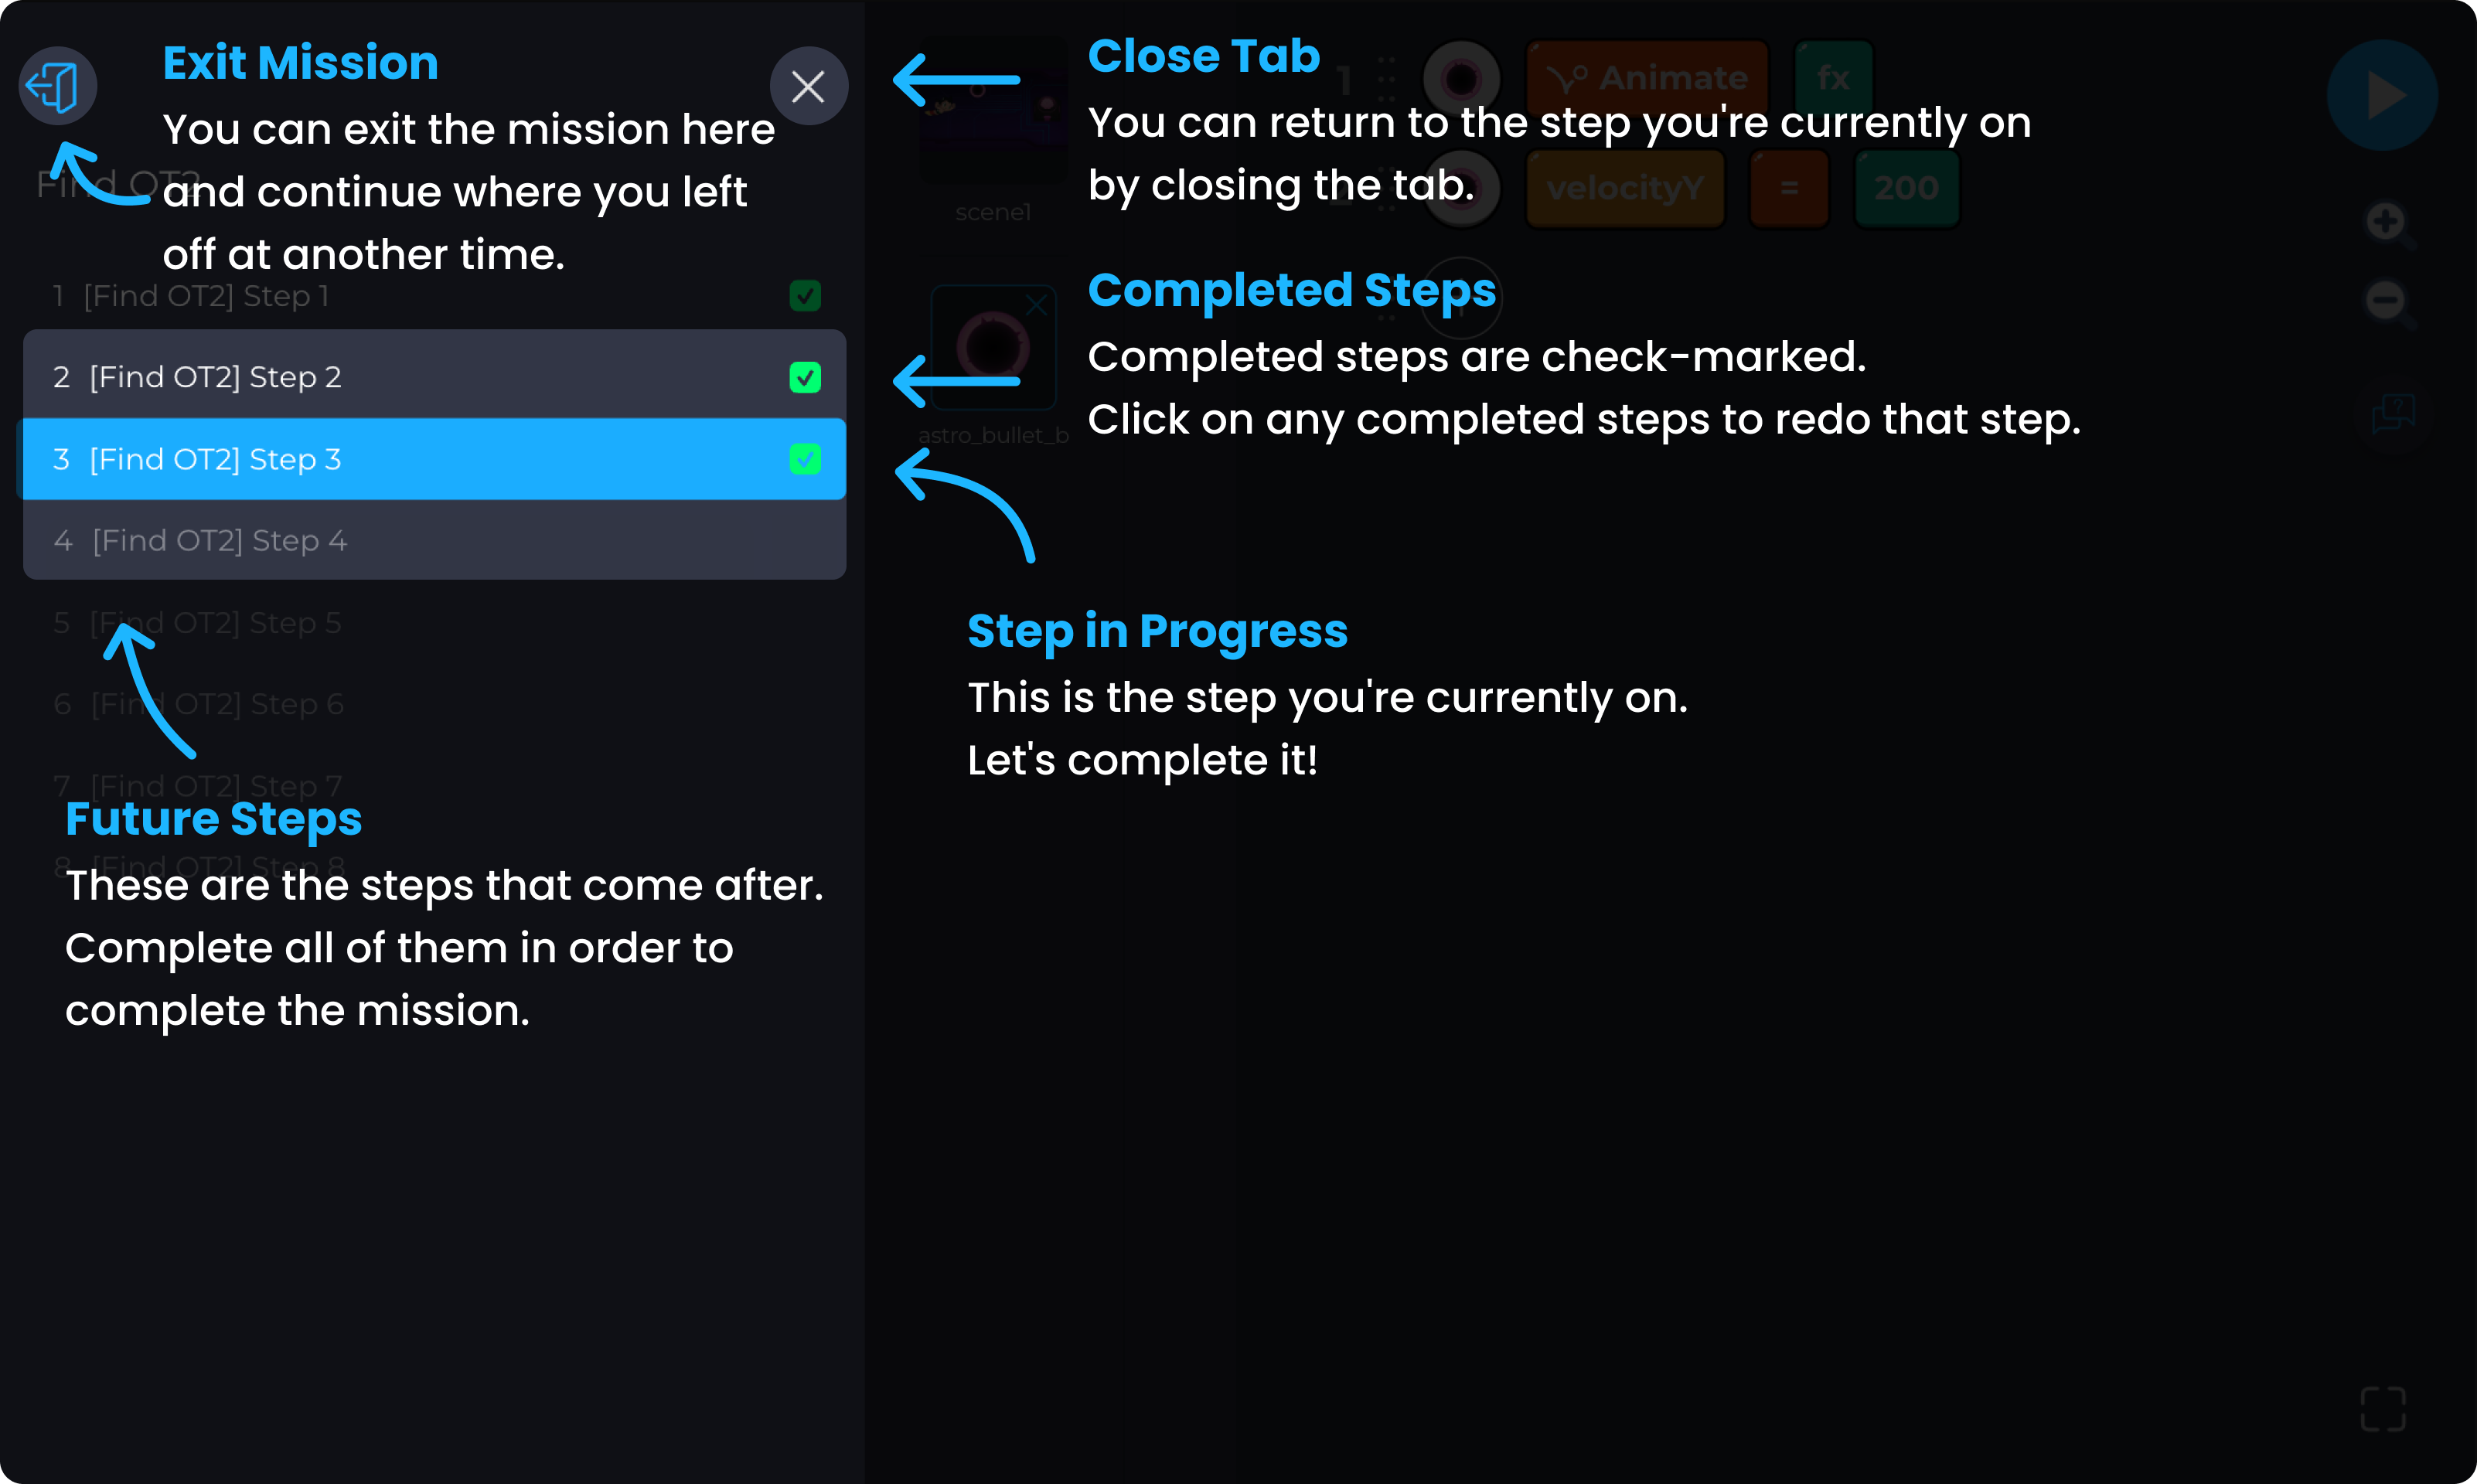 Exit Mission
You can exit the mission here
and continue where you left
off at another time.
Find OT2
1 [Find OT2] Step 1
2 [Find OT2] Step 2
3 [Find OT2] Step 3
4 [Find OT2] Step 4
5 [Find OT2] Step 5
6 [Find OT2] Step 6
7 [Find OT2] Step 7
8 [Find OT2] Step 8
Future Steps
These are the steps that come after.
Complete all of them in order to
complete the mission.
Close Tab
You can return to the step you're currently on
by closing the tab.
scene1
1 Animate fx
velocityY = 200
Completed Steps
Completed steps are check-marked.
Click on any completed steps to redo that step.
astro_bullet_b
Step in Progress
This is the step you're currently on.
Let's complete it!